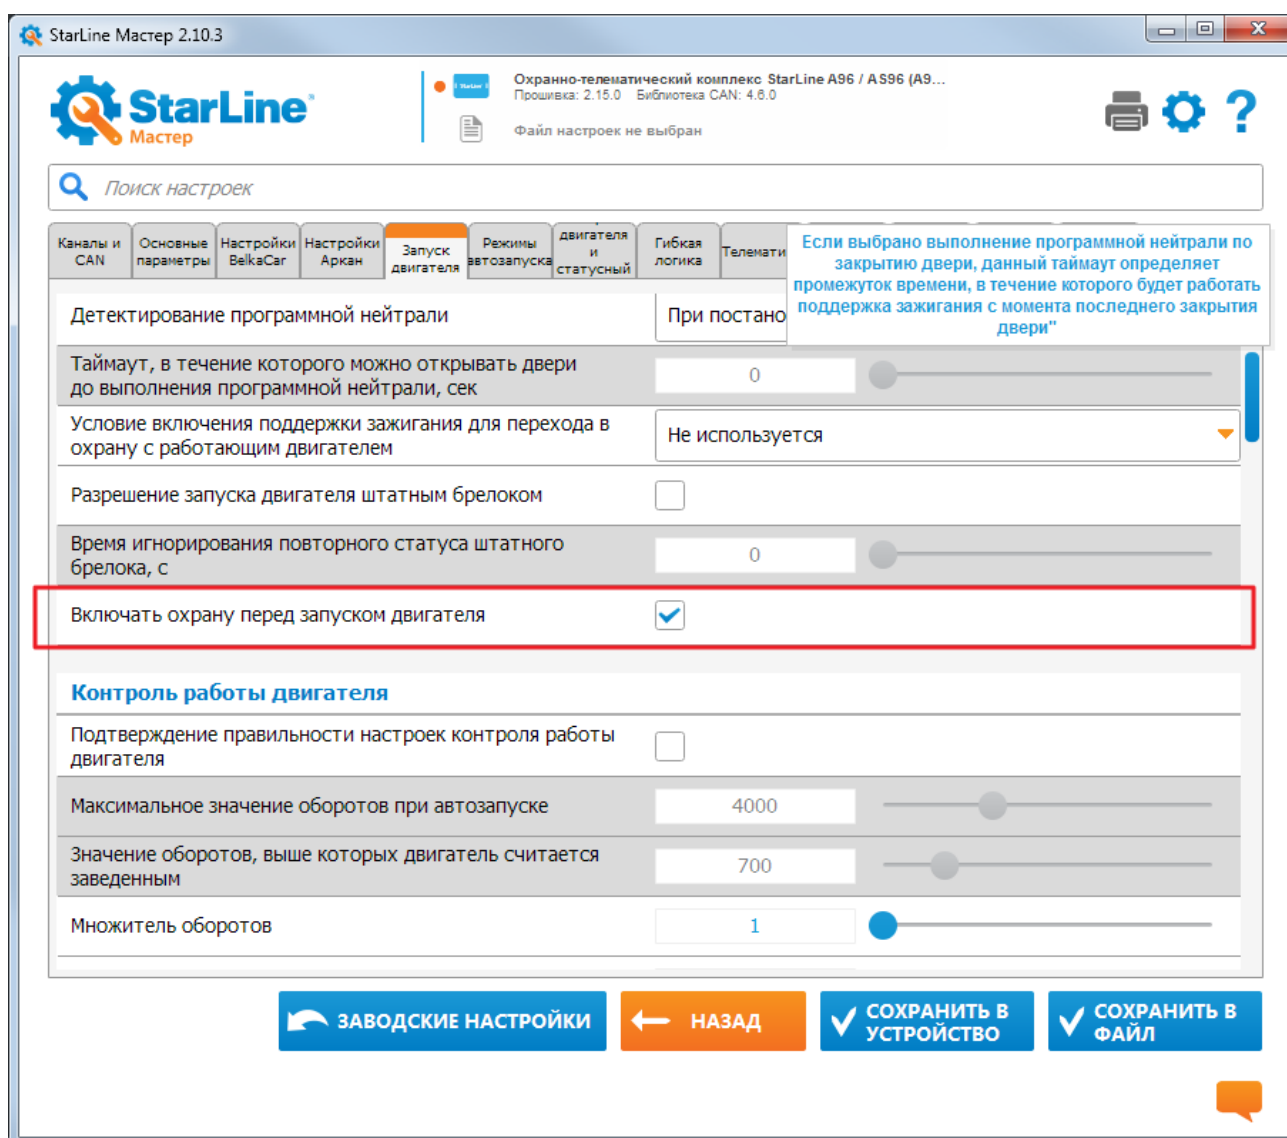 StarLine Мастер 2.10.3
StarLine
Мастер
Охранно-телематический комплекс StarLine A96 / AS96 (A9...
Прошивка: 2.15.0 Библиотека CAN: 4.6.0
Файл настроек не выбран
Поиск настроек
Каналы и
CAN
Основные
параметры
Настройки
BelkaCar
Настройки
Аркан
Запуск
двигателя
Режимы
автозапуска
двигателя
и
статусный
Гибкая
логика
Телемати
Если выбрано выполнение программной нейтрали по
закрытию двери, данный таймаут определяет
промежуток времени, в течение которого будет работать
поддержка зажигания с момента последнего закрытия
двери"
Детектирование программной нейтрали
При постано
Таймаут, в течение которого можно открывать двери
до выполнения программной нейтрали, сек
0
Условие включения поддержки зажигания для перехода в
охрану с работающим двигателем
Не используется
Разрешение запуска двигателя штатным брелоком
Время игнорирования повторного статуса штатного
брелока, с
0
Включать охрану перед запуском двигателя
Контроль работы двигателя
Подтверждение правильности настроек контроля работы
двигателя
Максимальное значение оборотов при автозапуске
4000
Значение оборотов, выше которых двигатель считается
заведенным
700
Множитель оборотов
1
ЗАВОДСКИЕ НАСТРОЙКИ
НАЗАД
СОХРАНИТЬ В
УСТРОЙСТВО
СОХРАНИТЬ В
ФАЙЛ